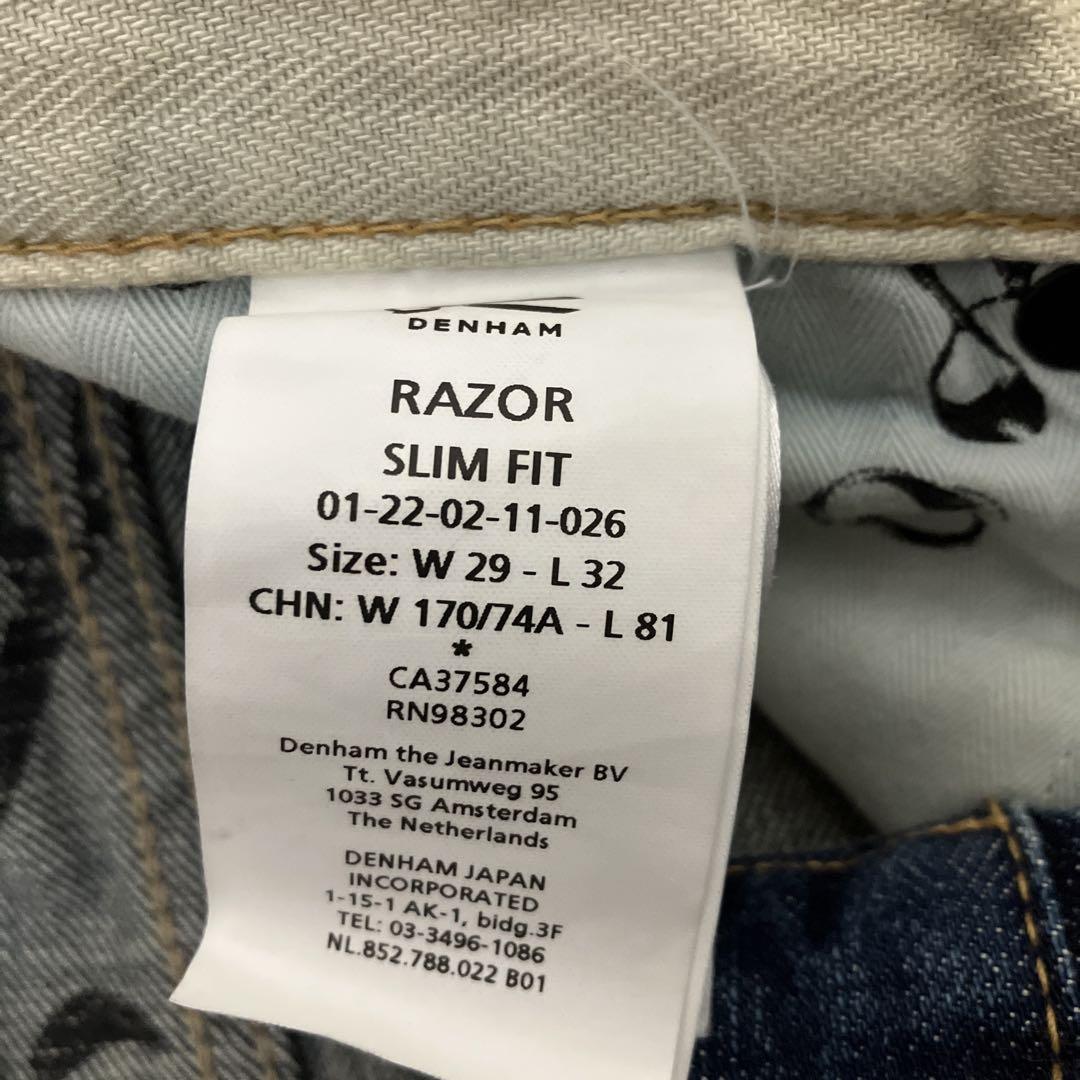 DENHAM
RAZOR
SLIM FIT
01-22-02-11-026
Size: W 29 - L 32
CHN: W 170/74A - L 81
*
CA37584
RN98302
Denham the Jeanmaker BV
Tt. Vasumweg 95
1033 SG Amsterdam
The Netherlands
DENHAM JAPAN
INCORPORATED
1-15-1 AK-1, bidg.3F
TEL: 03-3496-1086
NL.852.788.022 B01